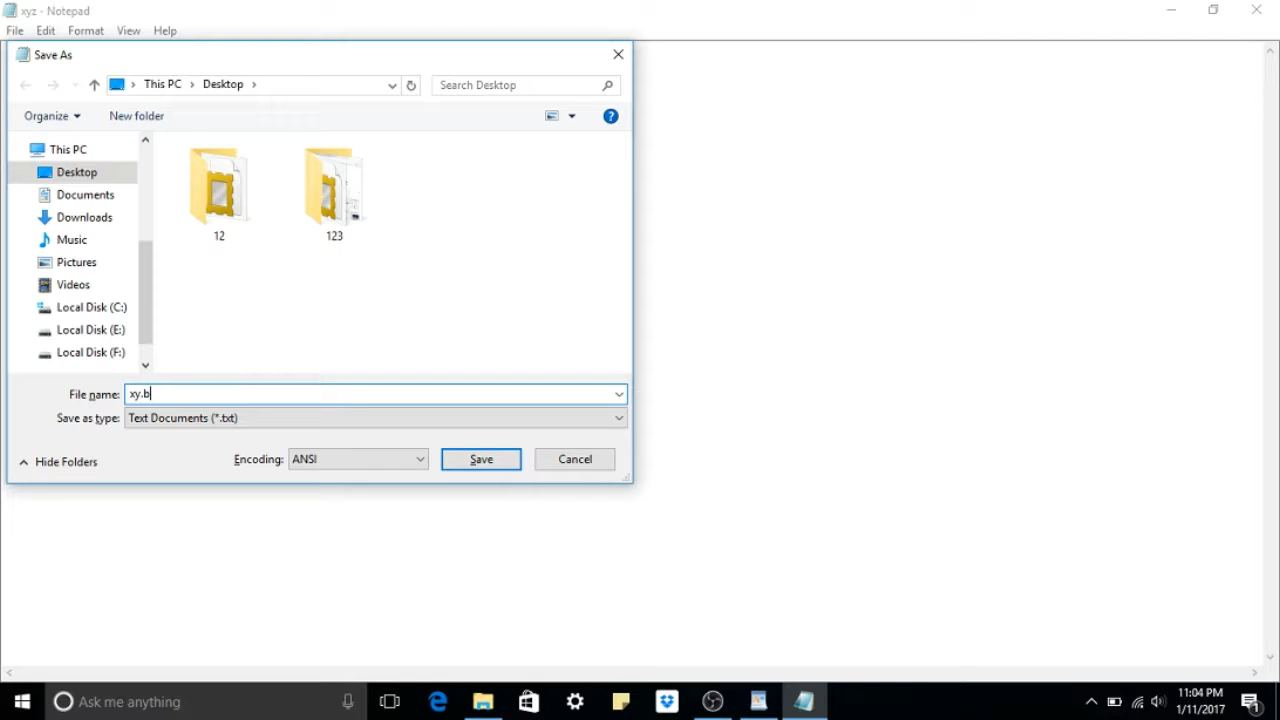 xyz - Notepad
File Edit Format View Help
Save As
This PC Desktop
Search Desktop
Organize New folder
This PC
Desktop
Documents
Downloads
Music
Pictures
Videos
Local Disk (C:)
Local Disk (E:)
Local Disk (F:)
12 123
File name: xy.b
Save as type: Text Documents (*.txt)
Hide Folders Encoding: ANSI Save Cancel
Ask me anything
11:04 PM
1/11/2017
1